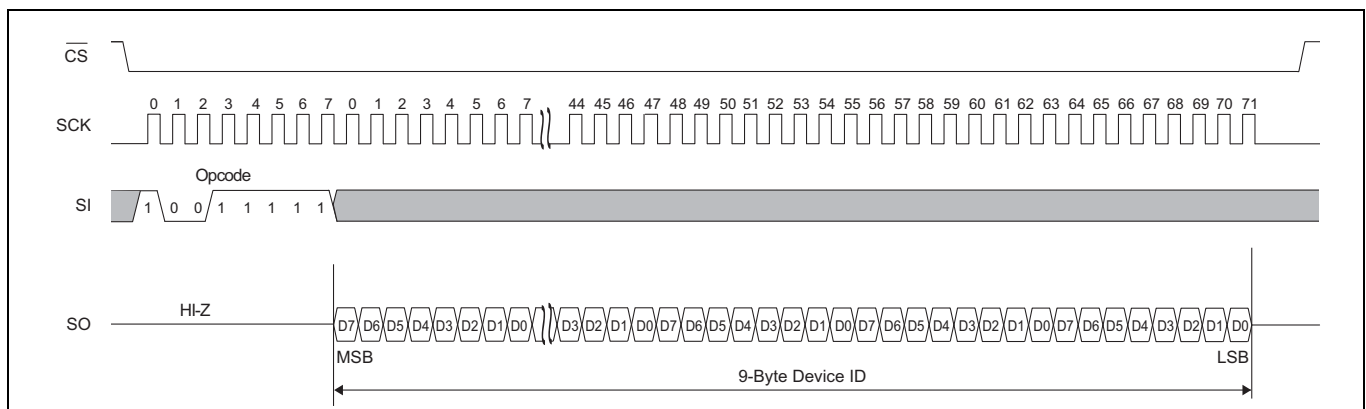 CS
0 1 2 3 4 5 6 7 0 1 2 3 4 5 6 7 44 45 46 47 48 49 50 51 52 53 54 55 56 57 58 59 60 61 62 63 64 65 66 67 68 69 70 71
SCK
Opcode
SI 1 0 0 1 1 1 1 1
HI-Z
SO D7 D6 D5 D4 D3 D2 D1 D0 D3 D2 D1 D0 D7 D6 D5 D4 D3 D2 D1 D0 D7 D6 D5 D4 D3 D2 D1 D0 D7 D6 D5 D4 D3 D2 D1 D0
MSB LSB
9-Byte Device ID